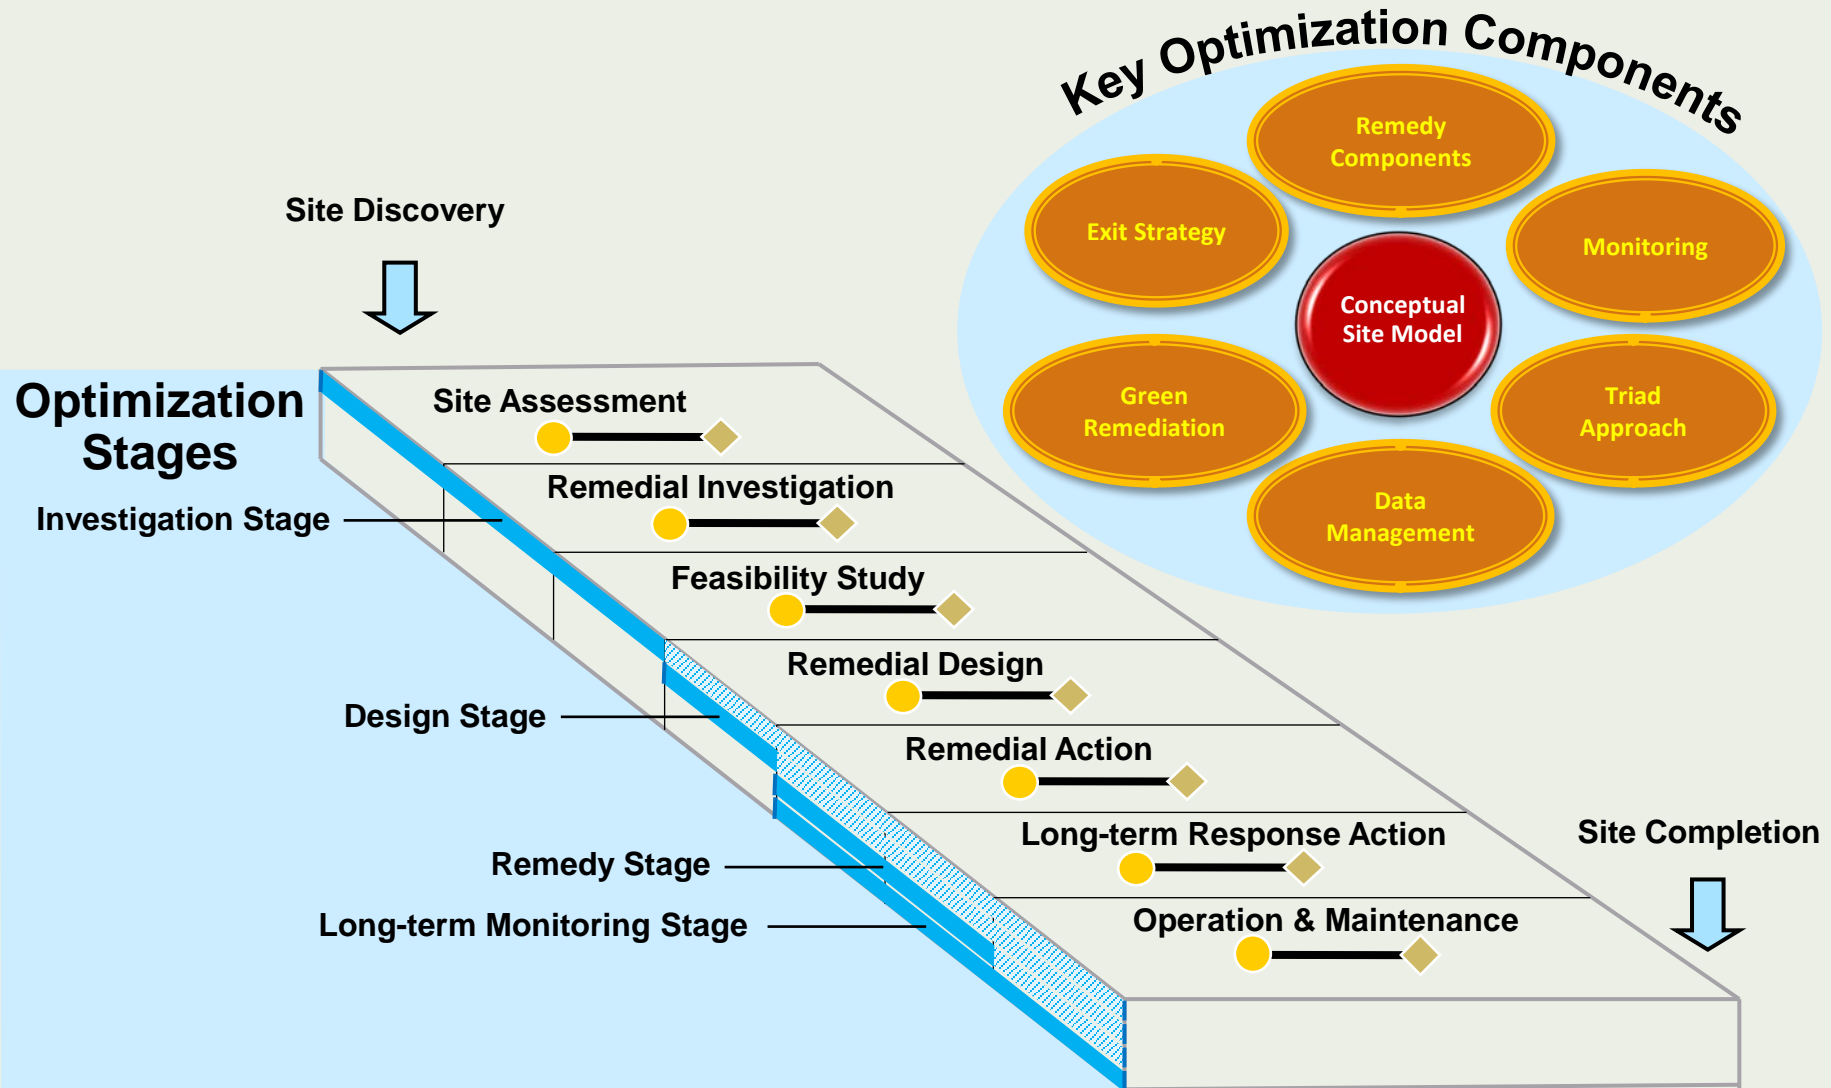 Key Optimization Components
Remedy
Components
Exit Strategy
Monitoring
Conceptual
Site Model
Green
Remediation
Triad
Approach
Data
Management
Site Discovery
Optimization
Stages
Site Assessment
Remedial Investigation
Investigation Stage
Feasibility Study
Remedial Design
Design Stage
Remedial Action
Long-term Response Action
Site Completion
Remedy Stage
Long-term Monitoring Stage
Operation & Maintenance